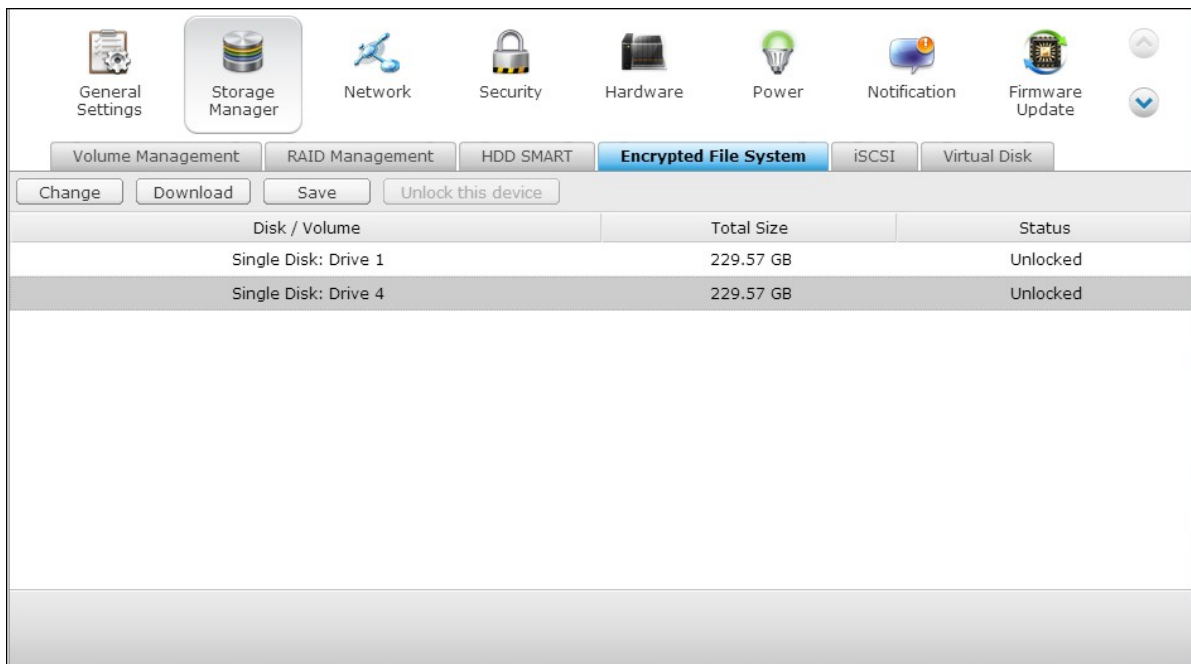 General Settings
Storage Manager
Network
Security
Hardware
Power
Notification
Firmware Update
Volume Management
RAID Management
HDD SMART
Encrypted File System
iSCSI
Virtual Disk
Change
Download
Save
Unlock this device
Disk / Volume
Total Size
Status
Single Disk: Drive 1
229.57 GB
Unlocked
Single Disk: Drive 4
229.57 GB
Unlocked